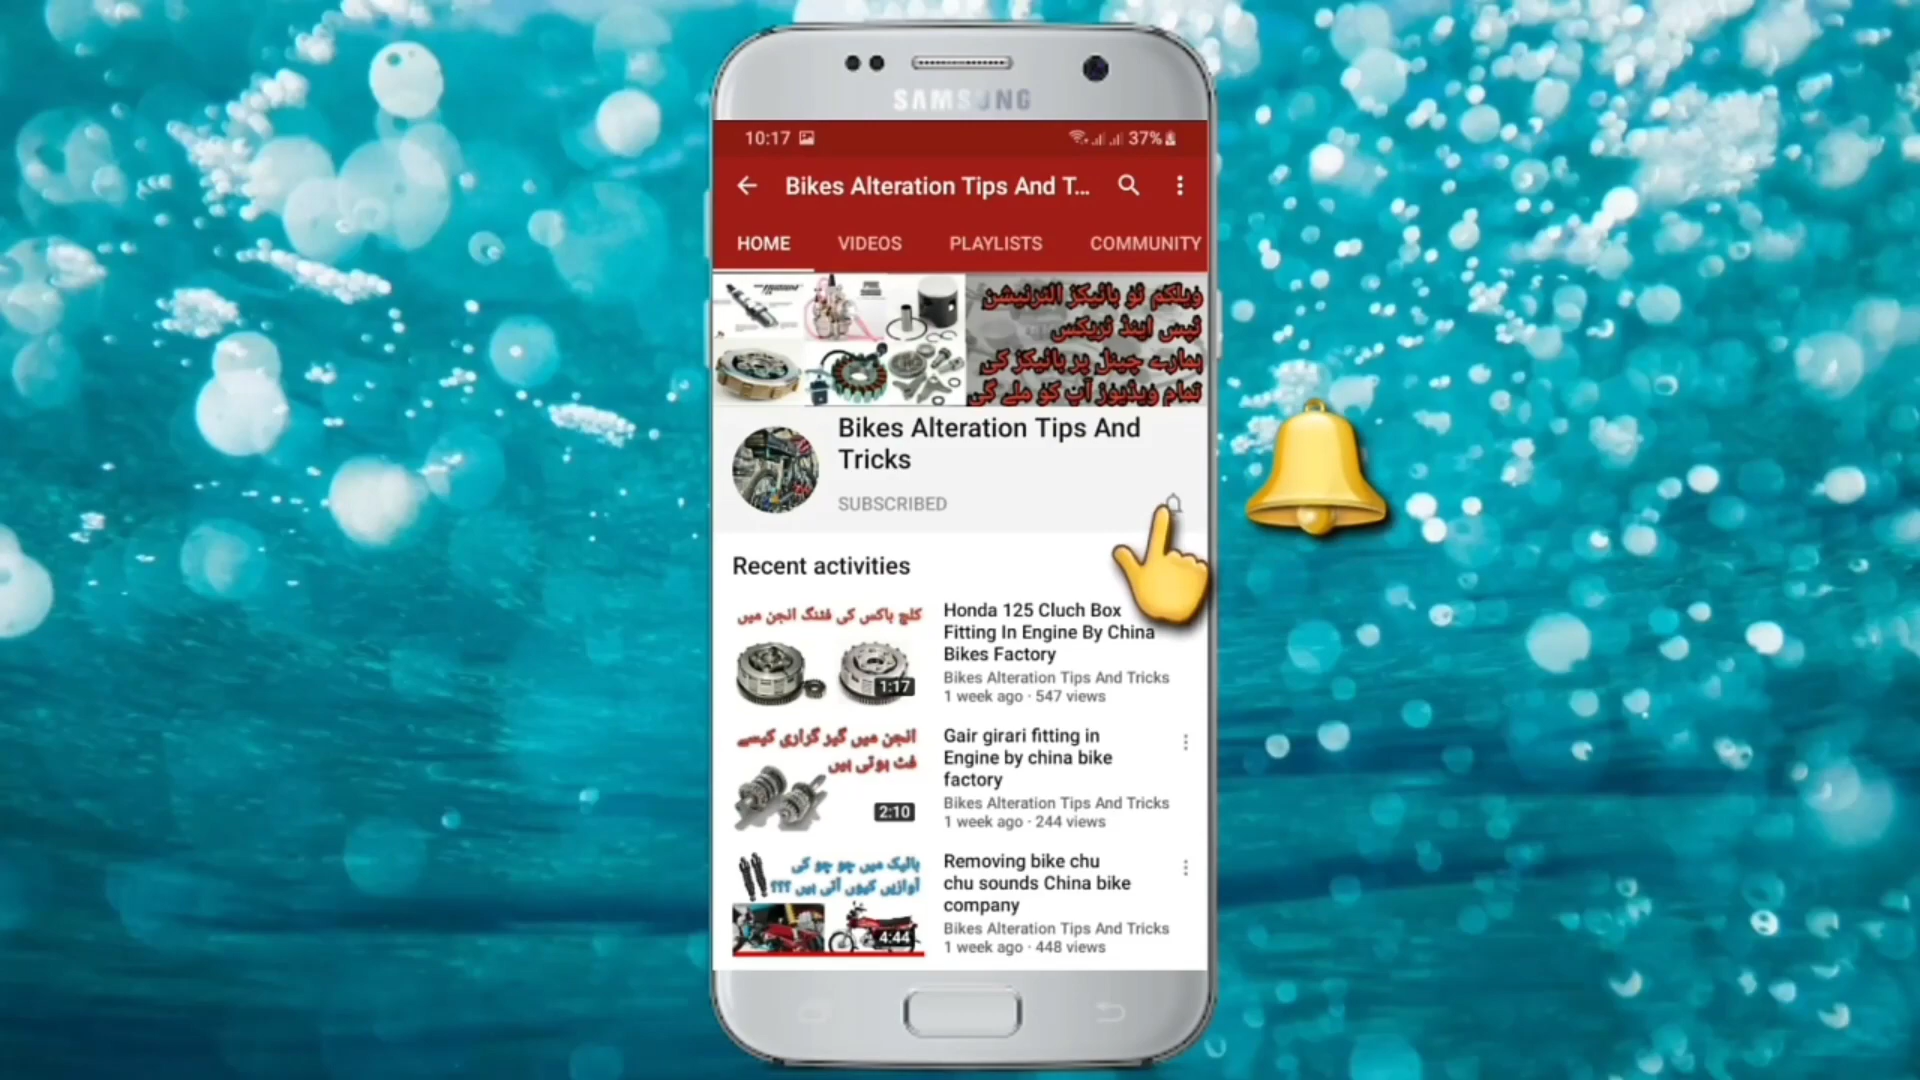 SAMSUNG
10:17
37%
Bikes Alteration Tips And T...
HOME
VIDEOS
PLAYLISTS
COMMUNITY
ویلکم ٹو بائیکز الٹرنیشن
ٹپس اینڈ ٹریکس
ہمارے چینل پر بائیکز کی
تمام ویڈیوز آپ کو ملے گی
Bikes Alteration Tips And
Tricks
SUBSCRIBED
Recent activities
کلچ باکس کی فٹنگ انجن میں
1:17
Honda 125 Cluch Box
Fitting In Engine By China
Bikes Factory
Bikes Alteration Tips And Tricks
1 week ago · 547 views
انجن میں گیر گراری کیسے
فٹ ہوتی ہیں
2:10
Gair girari fitting in
Engine by china bike
factory
Bikes Alteration Tips And Tricks
1 week ago · 244 views
بائیک میں چو چو کی
آوازیں کیوں آتی ہیں ؟؟؟
4:44
Removing bike chu
chu sounds China bike
company
Bikes Alteration Tips And Tricks
1 week ago · 448 views